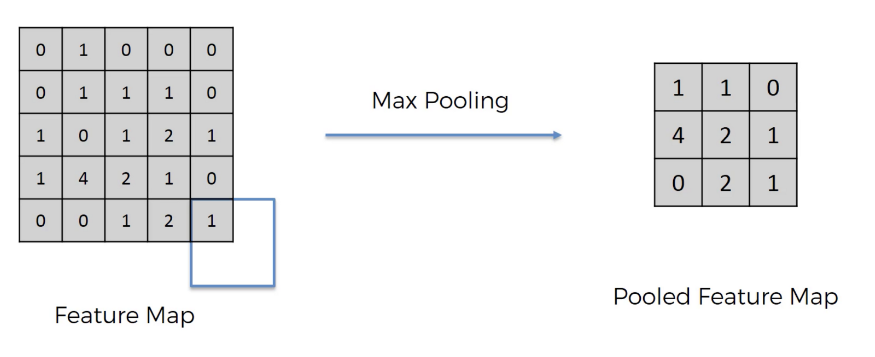 0 1 0 0 0
0 1 1 1 0
1 0 1 2 1
1 4 2 1 0
0 0 1 2 1
Feature Map
Max Pooling
1 1 0
4 2 1
0 2 1
Pooled Feature Map